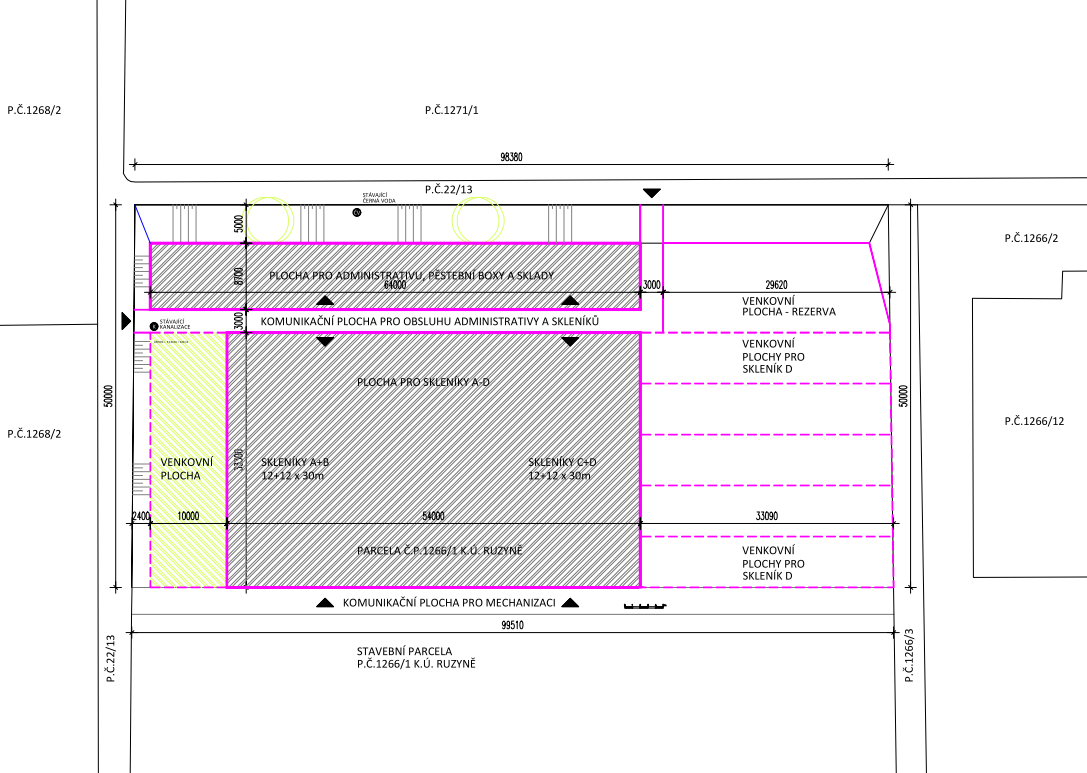 P.Č.1268/2
P.Č.1271/1
98380
P.Č.22/13
STÁVAJÍCÍ
ČERNÁ VODA
5000
P.Č.1266/2
PLOCHA PRO ADMINISTRATIVU, PĚSTEBNÍ BOXY A SKLADY
8700
64000
3000
29620
VENKOVNÍ
PLOCHA - REZERVA
STÁVAJÍCÍ
KANALIZACE
3000
KOMUNIKAČNÍ PLOCHA PRO OBSLUHU ADMINISTRATIVY A SKLENÍKŮ
VENKOVNÍ
PLOCHY PRO
SKLENÍK D
PLOCHA PRO SKLENÍKY A-D
50000
50000
P.Č.1268/2
P.Č.1266/12
VENKOVNÍ
PLOCHA
33300
SKLENÍKY A+B
12+12 x 30m
SKLENÍKY C+D
12+12 x 30m
2400
10000
54000
33090
PARCELA Č.P.1266/1 K.Ú. RUZYNĚ
VENKOVNÍ
PLOCHY PRO
SKLENÍK D
KOMUNIKAČNÍ PLOCHA PRO MECHANIZACI
99510
P.Č.22/13
STAVEBNÍ PARCELA
P.Č.1266/1 K.Ú. RUZYNĚ
P.Č.1266/3